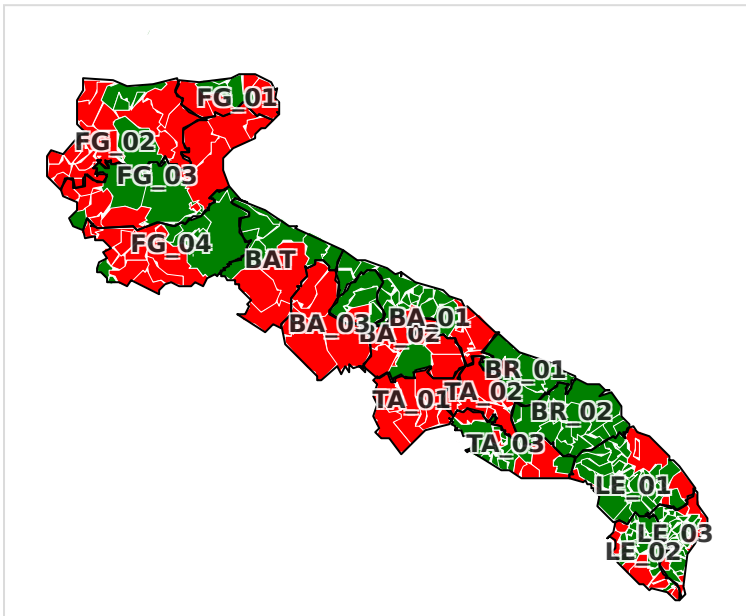 FG_01
FG_02
FG_03
FG_04
BAT
BA_01
BA_03
BA_02
BR_01
TA_02
TA_01
BR_02
TA_03
LE_01
LE_03
LE_02